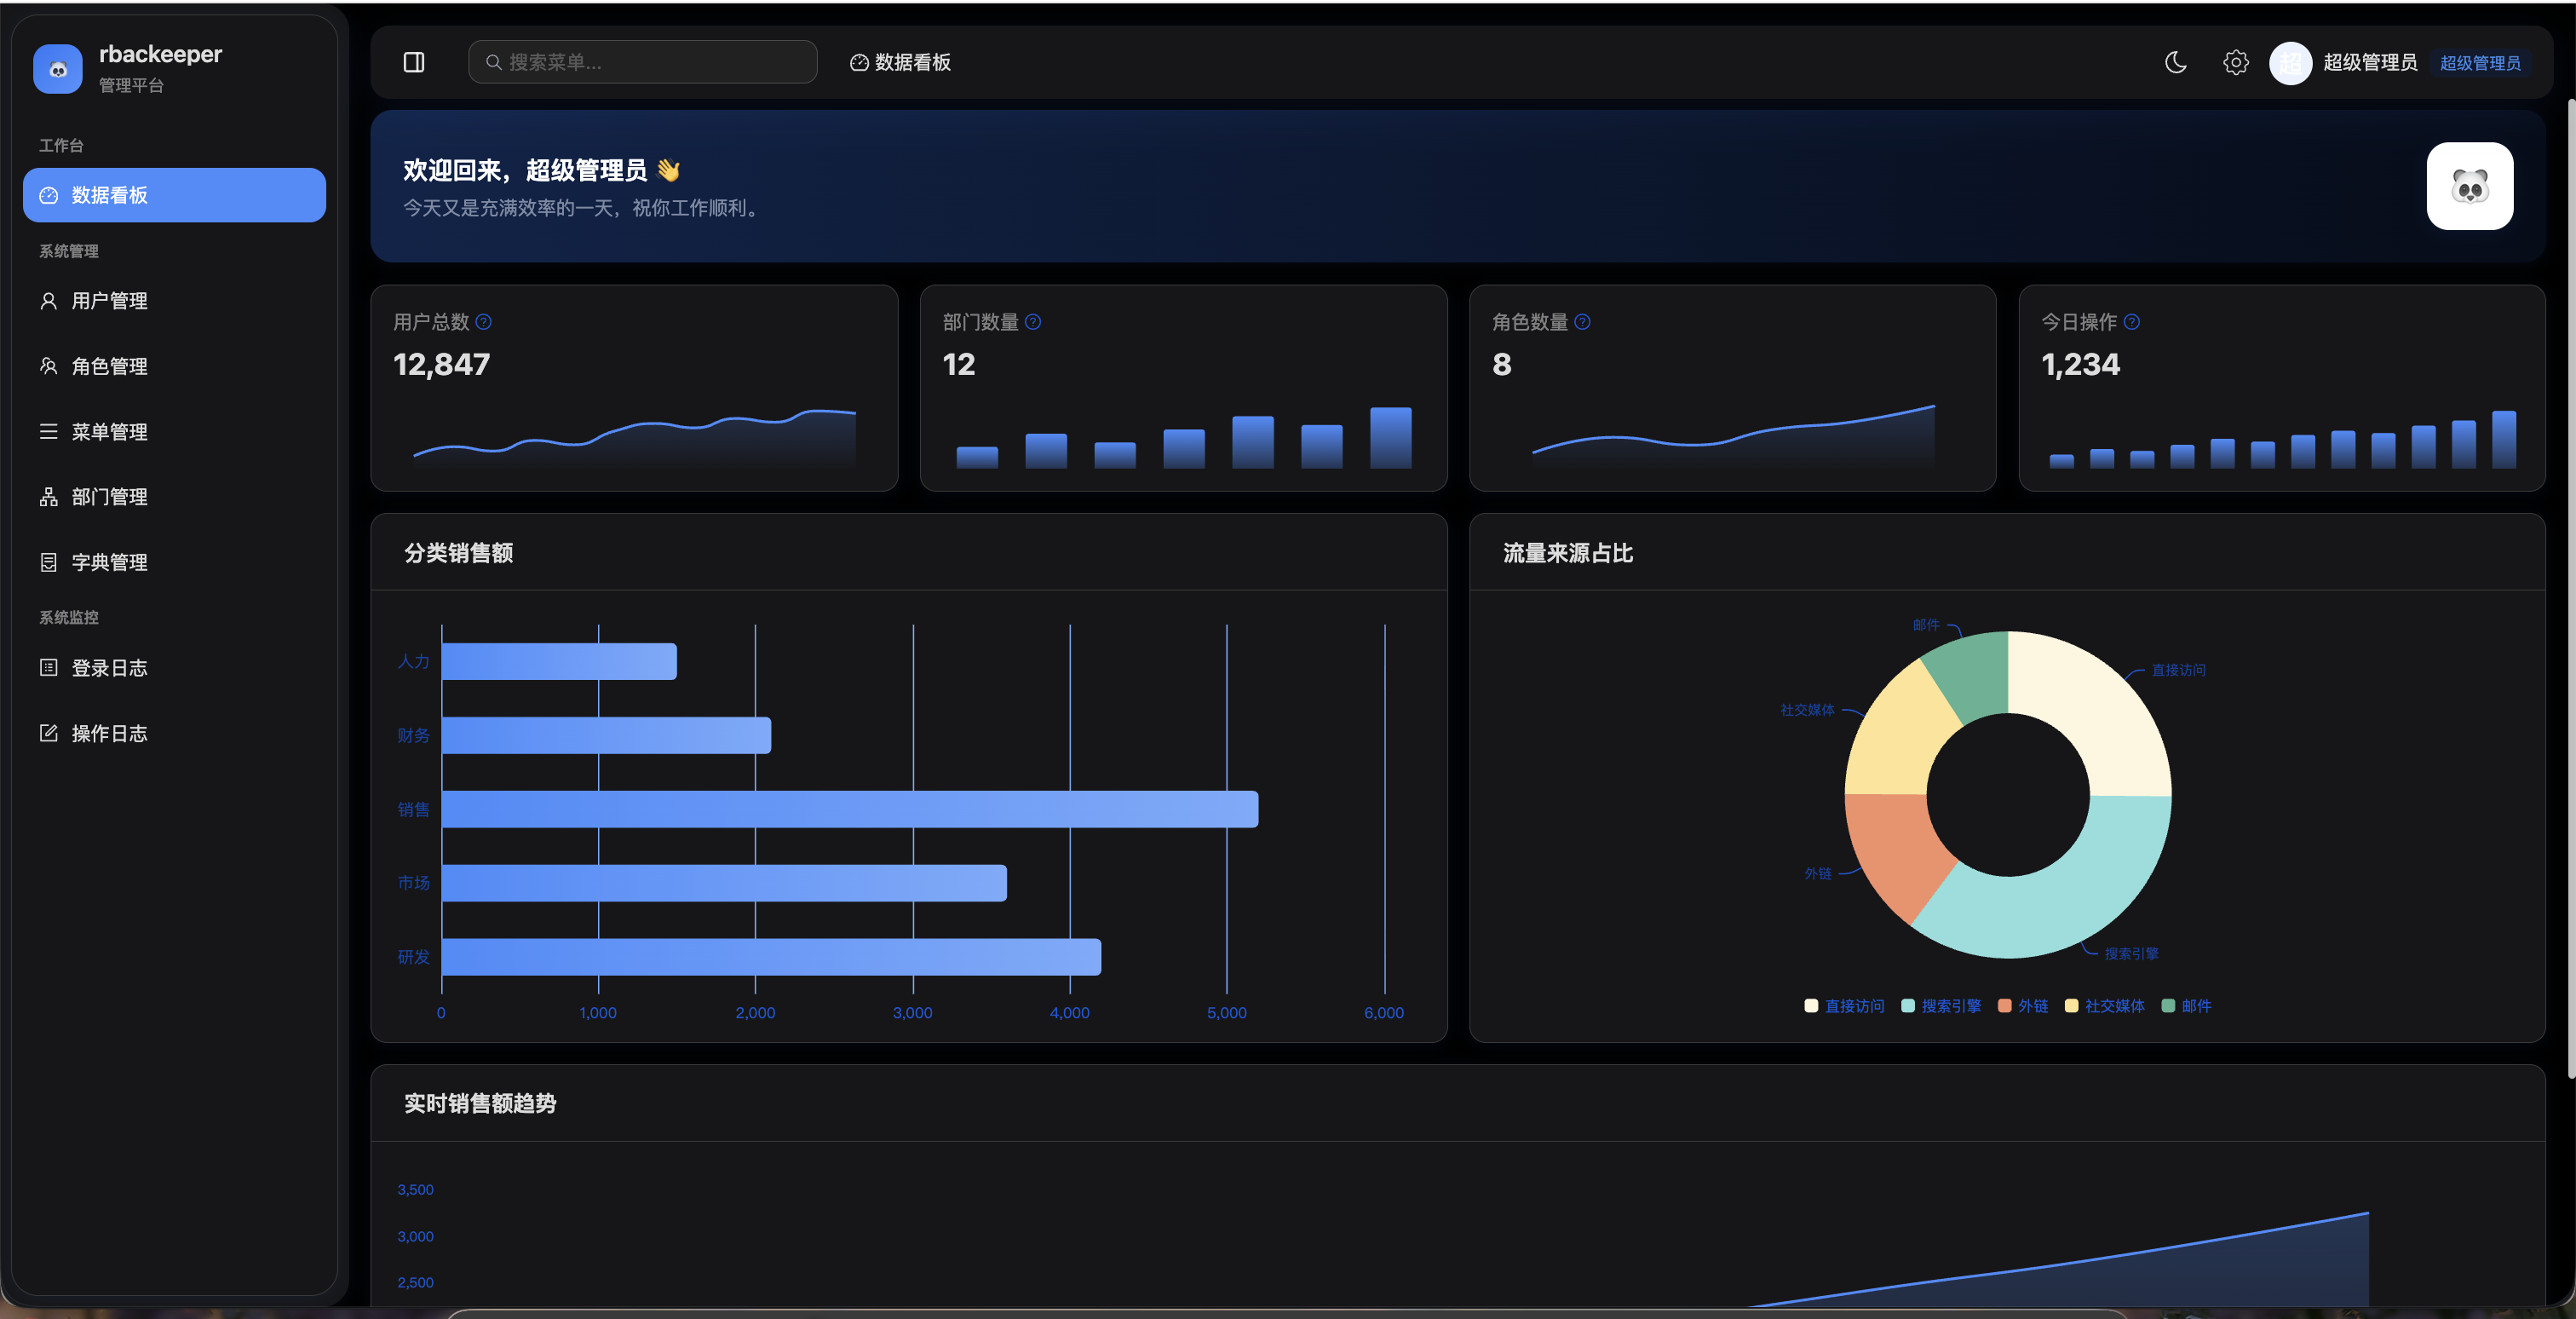 rbackeeper
管理平台
工作台
数据看板
系统管理
用户管理
角色管理
菜单管理
部门管理
字典管理
系统监控
登录日志
操作日志
搜索菜单...
数据看板
超
超级管理员
超级管理员
欢迎回来，超级管理员 👋
今天又是充满效率的一天，祝你工作顺利。
用户总数
12,847
部门数量
12
角色数量
8
今日操作
1,234
分类销售额
人力
财务
销售
市场
研发
0 1,000 2,000 3,000 4,000 5,000 6,000
流量来源占比
邮件
直接访问
社交媒体
外链
搜索引擎
直接访问 搜索引擎 外链 社交媒体 邮件
实时销售额趋势
3,500
3,000
2,500